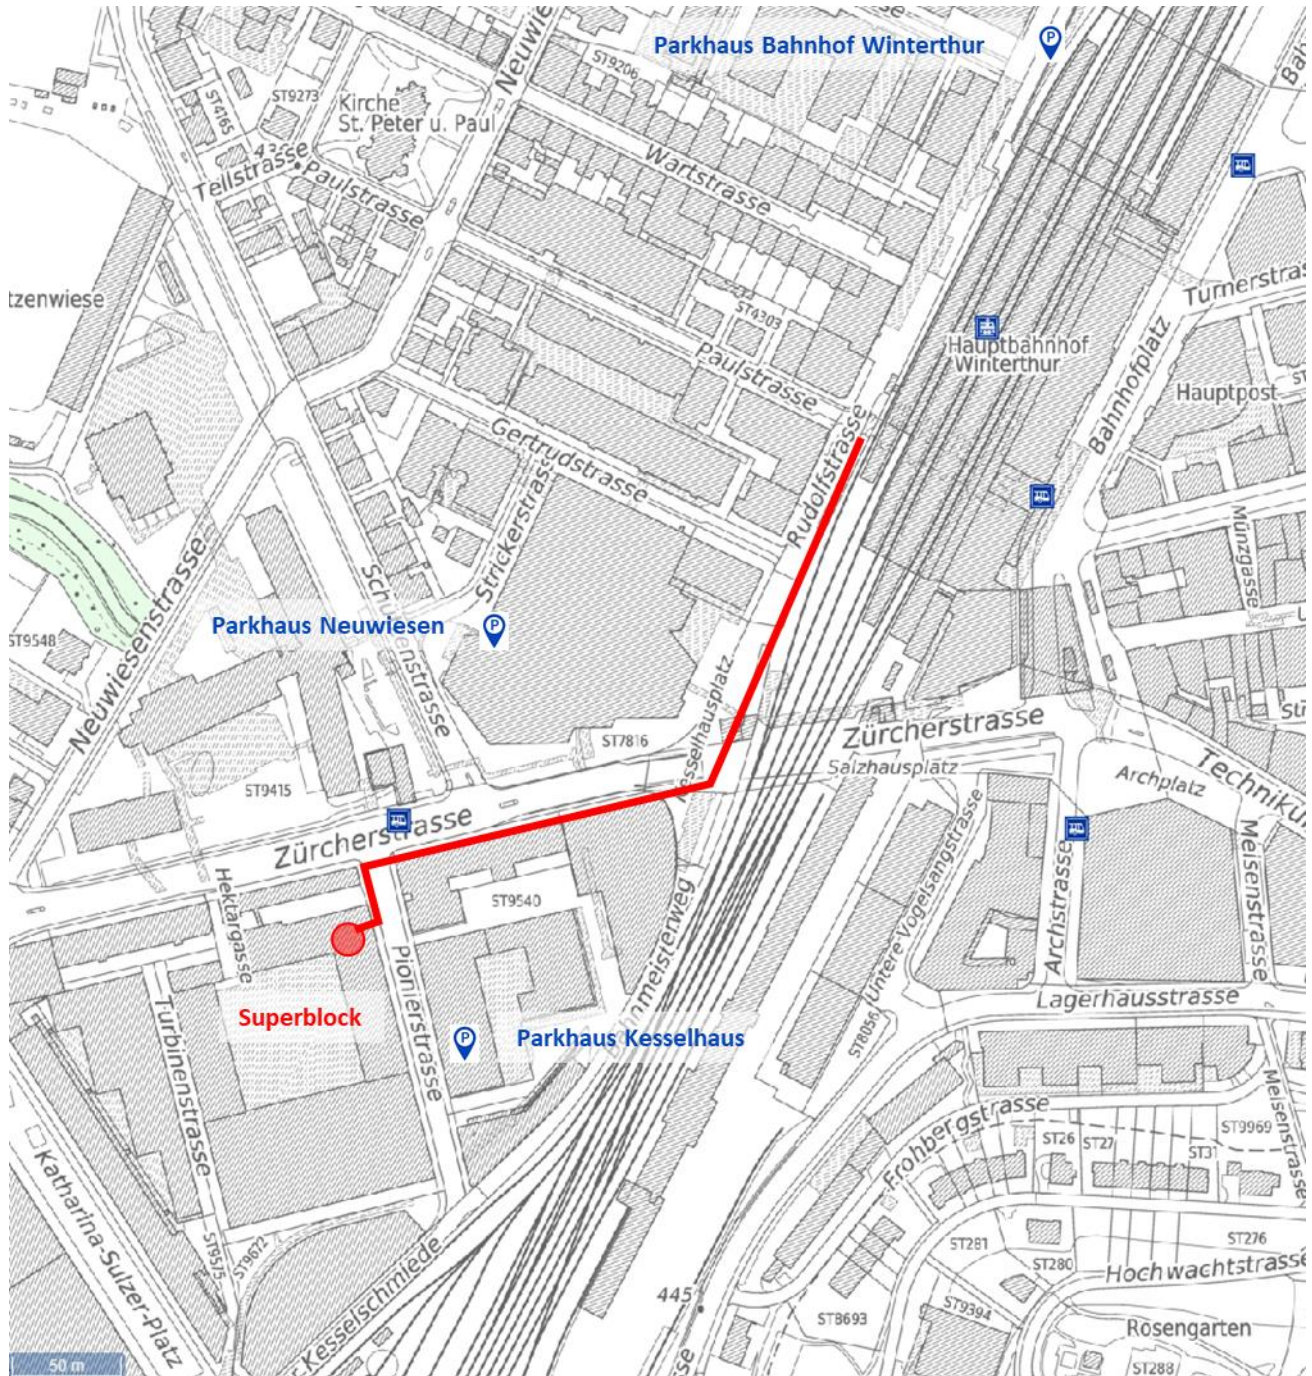 Parkhaus Bahnhof Winterthur
P
ST9206
ST9273
ST4165
Kirche
St. Peter u. Paul
Tellstrasse
Paulstrasse
Wartstrasse
tzenwiese
Turnerstras
ST4303
Hauptbahnhof
Winterthur
Paulstrasse
Bahnhofplatz
Hauptpost
Gertrudstrasse
Rudolfstrasse
Strickerstrasse
Münzgasse
Neuwiesenstrasse
Parkhaus Neuwiesen
P
ST9548
ST7816
Zürcherstrasse
Salzhausplatz
Archplatz
Technikum
ST9415
Zürcherstrasse
Hektargasse
ST9540
Untere Vogelsangstrasse
Archstrasse
Meisenstrasse
Pionierstrasse
Lagerhausstrasse
Superblock
P
Parkhaus Kesselhaus
ST8056
Turbinenstrasse
Frohbergstrasse
Meisenstrasse
ST26
ST27
ST31
ST9969
Katharina-Sulzer-Platz
ST9575
ST9672
-Kesselschmiede
ST281
ST280
ST276
Hochwachtstrasse
445
ST8693
ST9394
Rosengarten
ST288
50 m